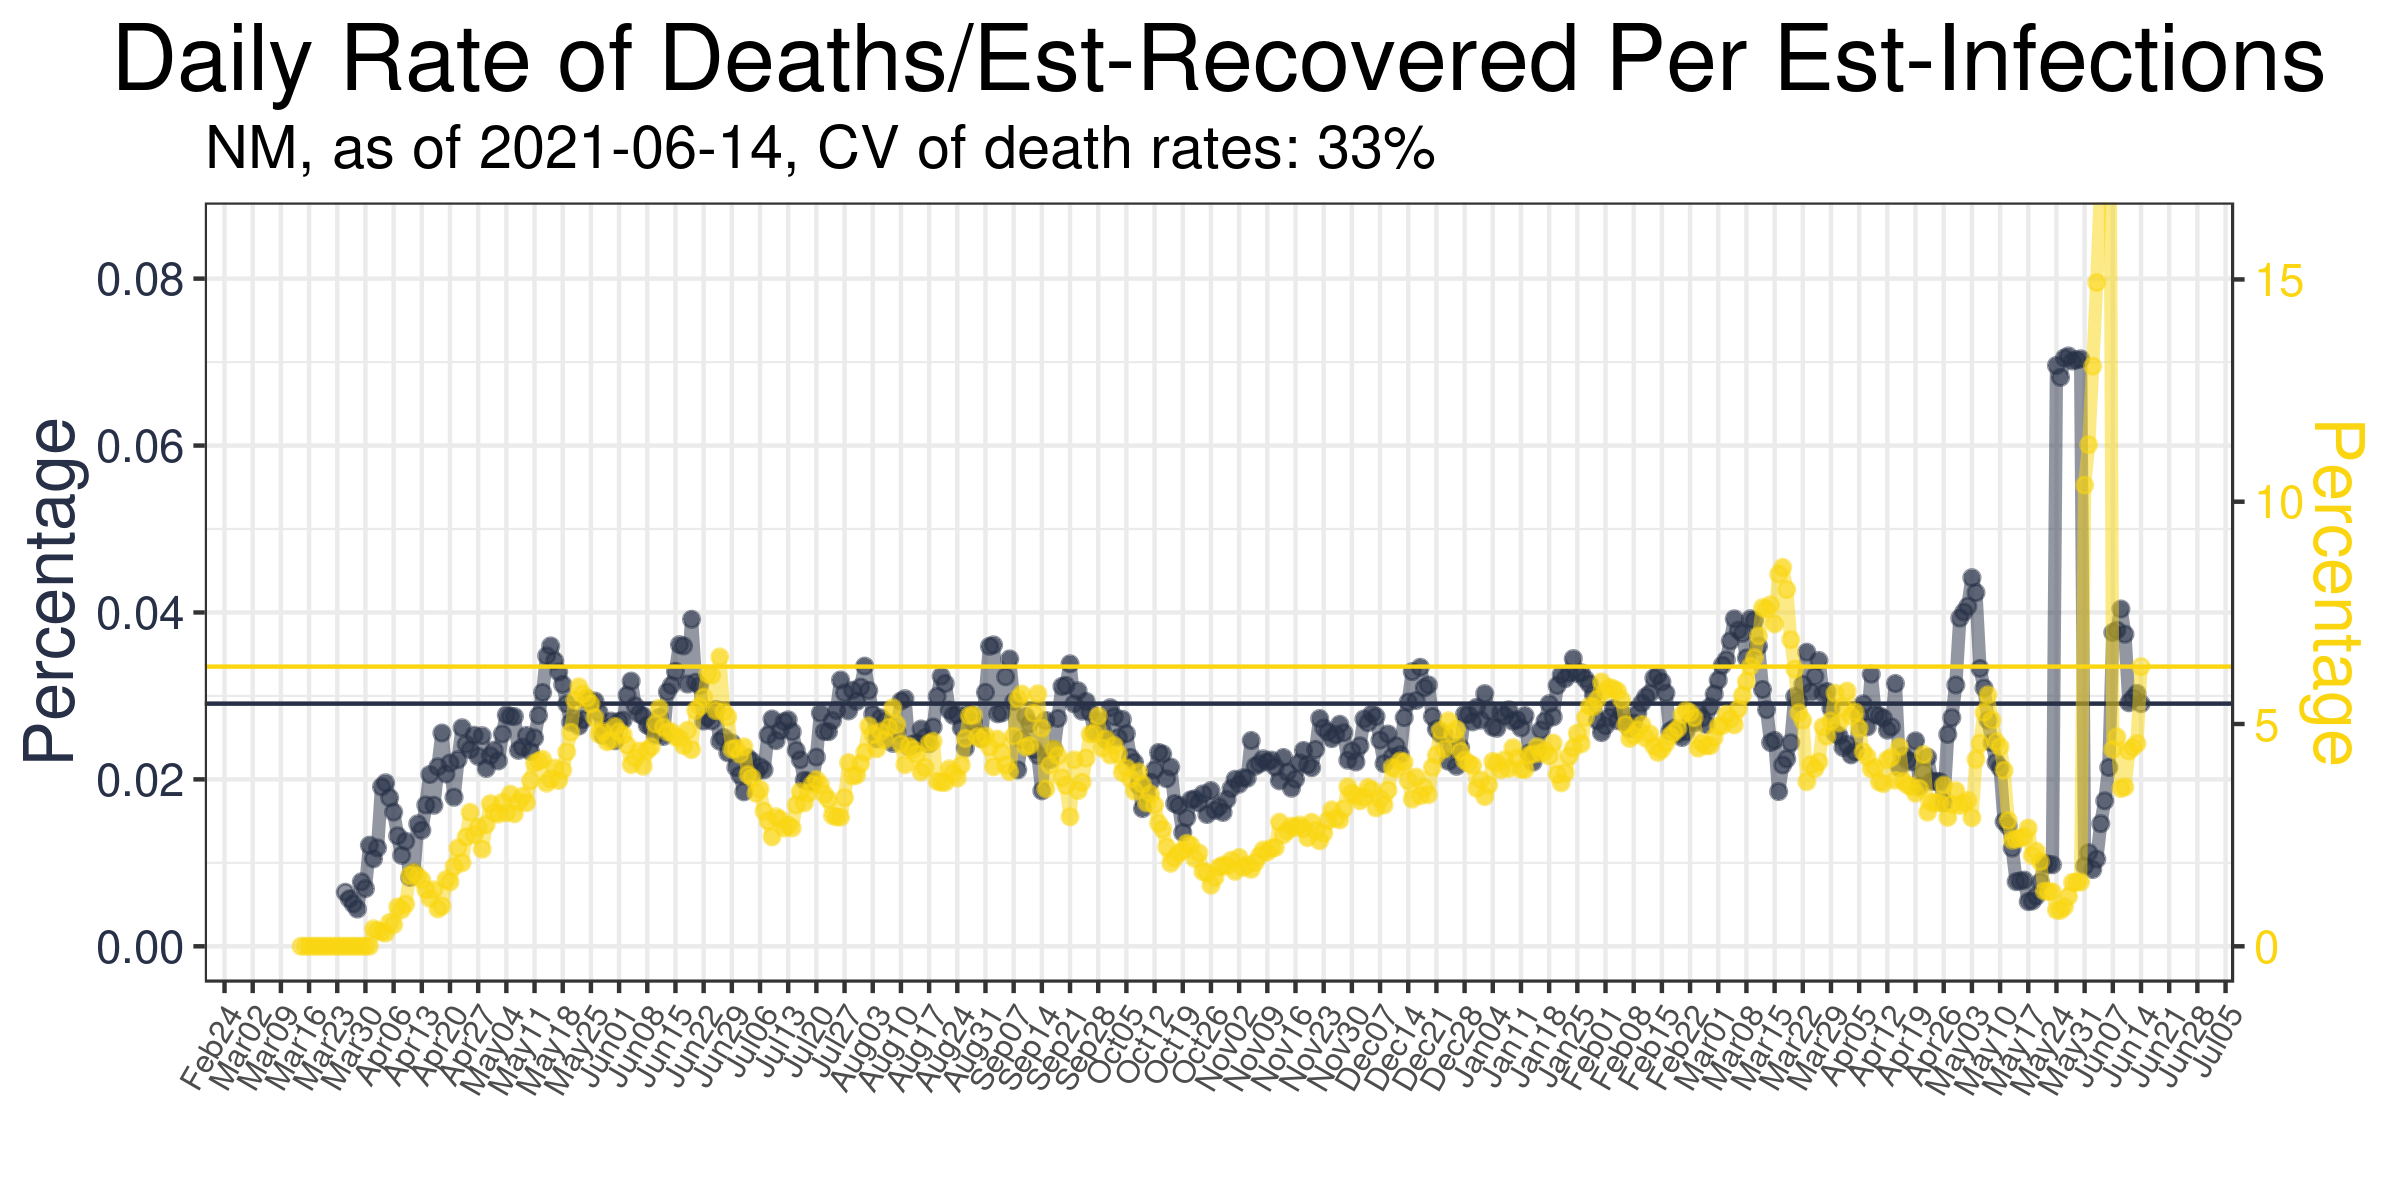 Daily Rate of Deaths/Est-Recovered Per Est-Infections
NM, as of 2021-06-14, CV of death rates: 33%
Percentage
0.08
0.06
0.04
0.02
0.00
15
10
5
0
Percentage
Feb24
Mar02
Mar09
Mar16
Mar23
Mar30
Apr06
Apr13
Apr20
Apr27
May04
May11
May18
May25
Jun01
Jun08
Jun15
Jun22
Jun29
Jul06
Jul13
Jul20
Jul27
Aug03
Aug10
Aug17
Aug24
Aug31
Sep07
Sep14
Sep21
Sep28
Oct05
Oct12
Oct19
Oct26
Nov02
Nov09
Nov16
Nov23
Nov30
Dec07
Dec14
Dec21
Dec28
Jan04
Jan11
Jan18
Jan25
Feb01
Feb08
Feb15
Feb22
Mar01
Mar08
Mar15
Mar22
Mar29
Apr05
Apr12
Apr19
Apr26
May03
May10
May17
May24
May31
Jun07
Jun14
Jun21
Jun28
Jul05